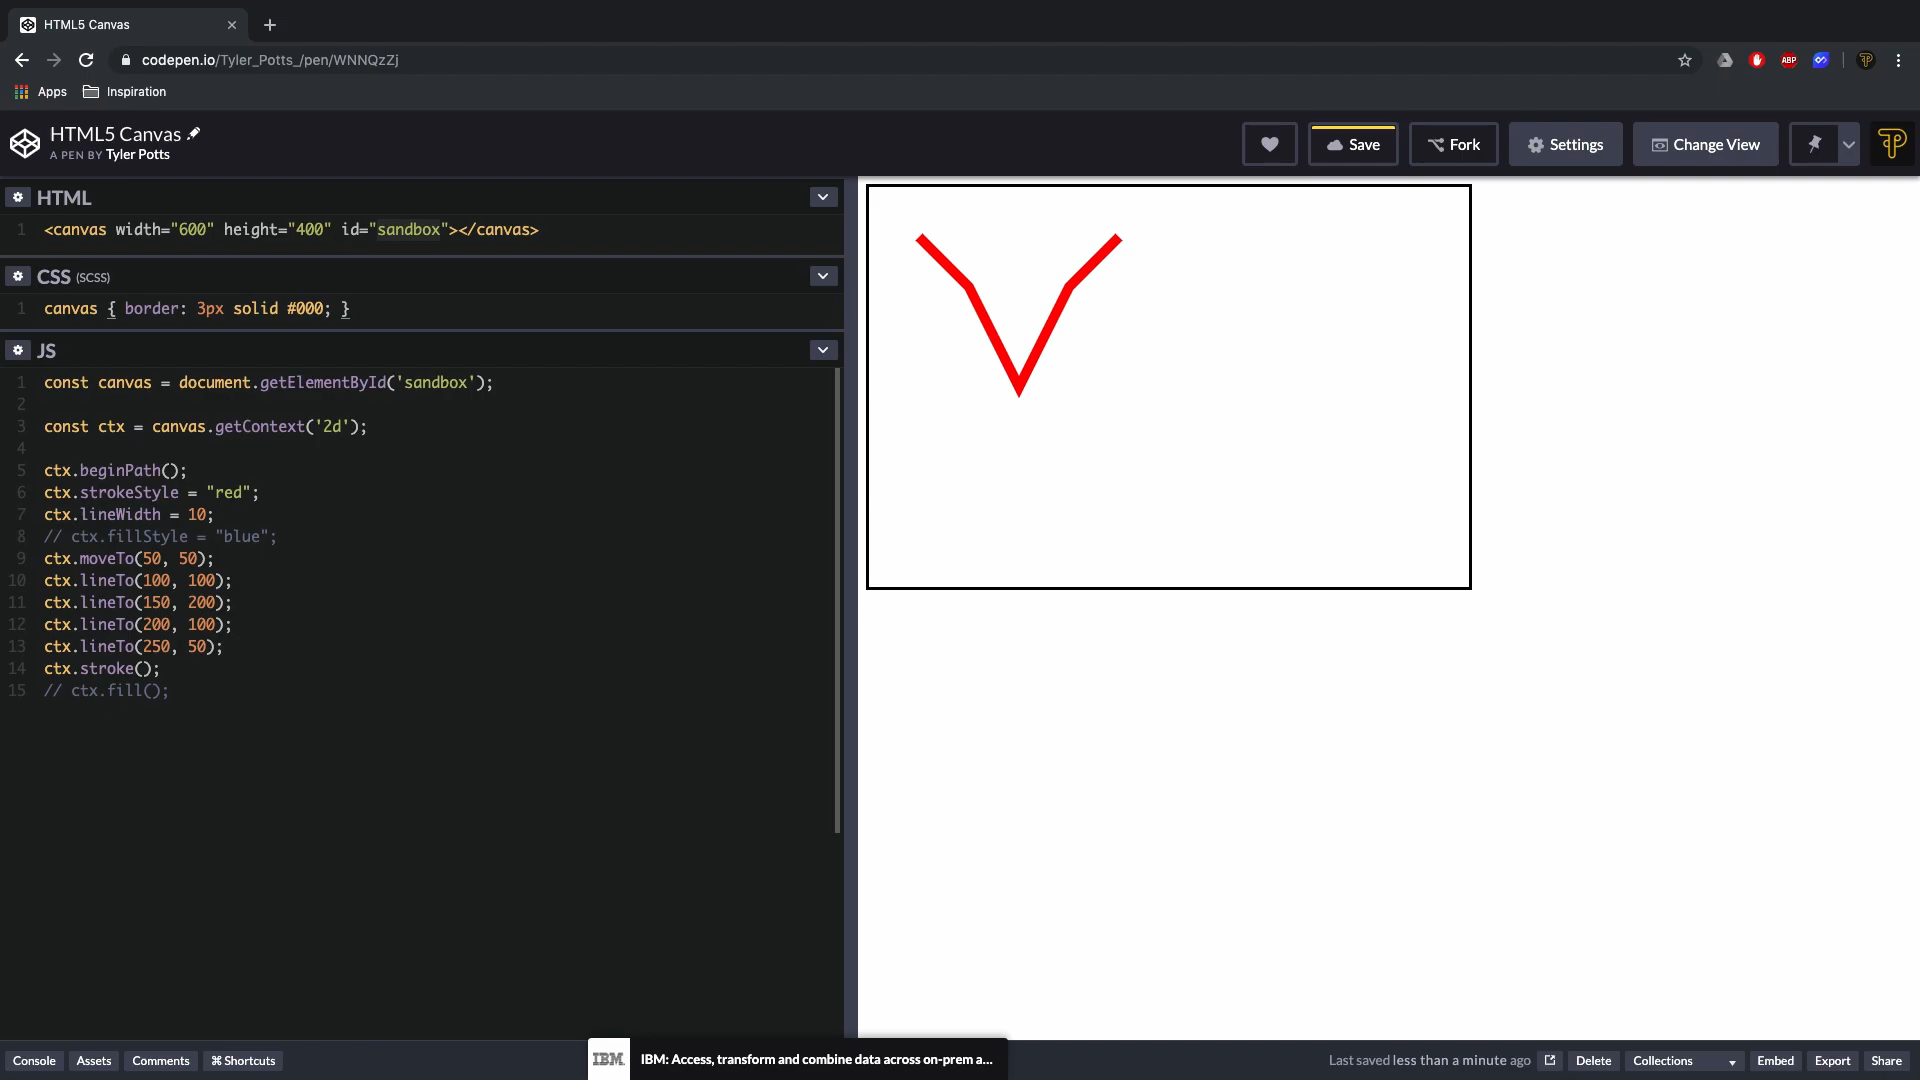 HTML5 Canvas
codepen.io/Tyler_Potts_/pen/WNNQzZj
ABP
Apps
Inspiration
HTML5 Canvas
A PEN BY Tyler Potts
Save
Fork
Settings
Change View
HTML
1 <canvas width="600" height="400" id="sandbox"></canvas>
CSS (SCSS)
1 canvas { border: 3px solid #000; }
JS
1 const canvas = document.getElementById('sandbox');
2
3 const ctx = canvas.getContext('2d');
4
5 ctx.beginPath();
6 ctx.strokeStyle = "red";
7 ctx.lineWidth = 10;
8 // ctx.fillStyle = "blue";
9 ctx.moveTo(50, 50);
10 ctx.lineTo(100, 100);
11 ctx.lineTo(150, 200);
12 ctx.lineTo(200, 100);
13 ctx.lineTo(250, 50);
14 ctx.stroke();
15 // ctx.fill();
Console
Assets
Comments
⌘ Shortcuts
IBM
IBM: Access, transform and combine data across on-prem a...
Last saved less than a minute ago
Delete
Collections
Embed
Export
Share